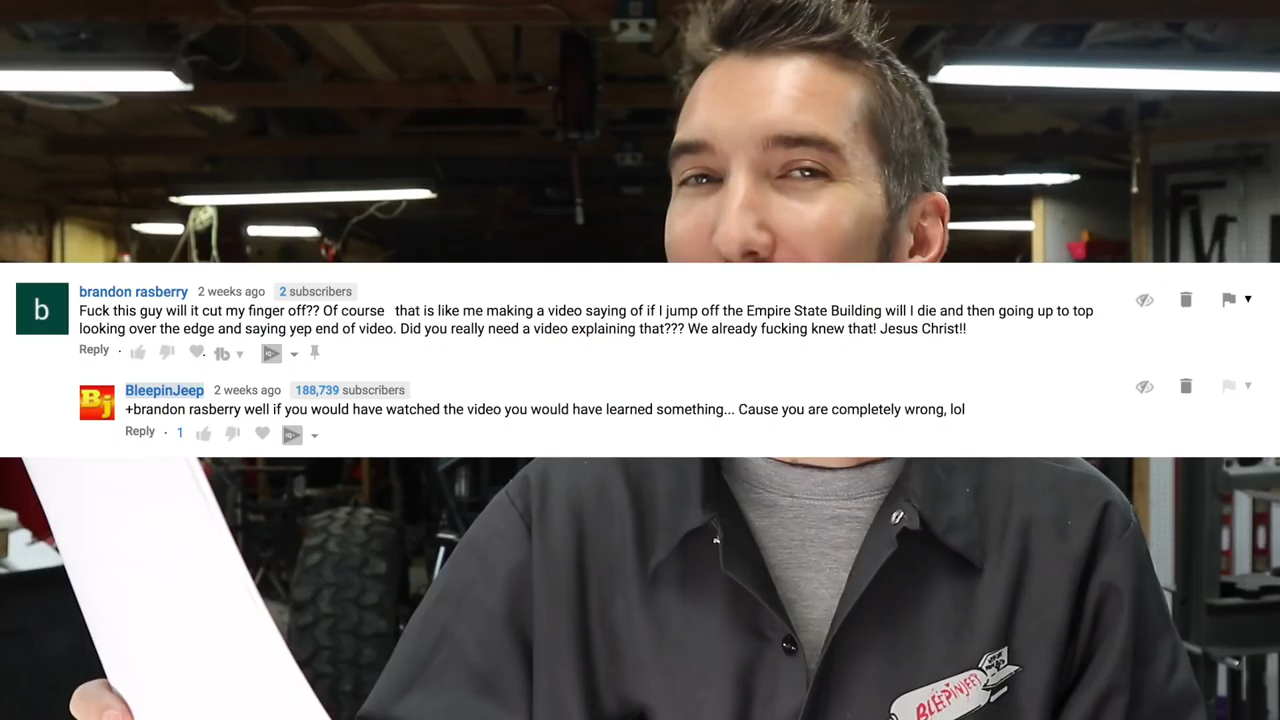 b
brandon rasberry 2 weeks ago 2 subscribers
Fuck this guy will it cut my finger off?? Of course that is like me making a video saying of if I jump off the Empire State Building will I die and then going up to top
looking over the edge and saying yep end of video. Did you really need a video explaining that??? We already fucking knew that! Jesus Christ!!
Reply
Bj
BleepinJeep 2 weeks ago 188,739 subscribers
+brandon rasberry well if you would have watched the video you would have learned something... Cause you are completely wrong, lol
Reply 1
BLEEPINJEEP